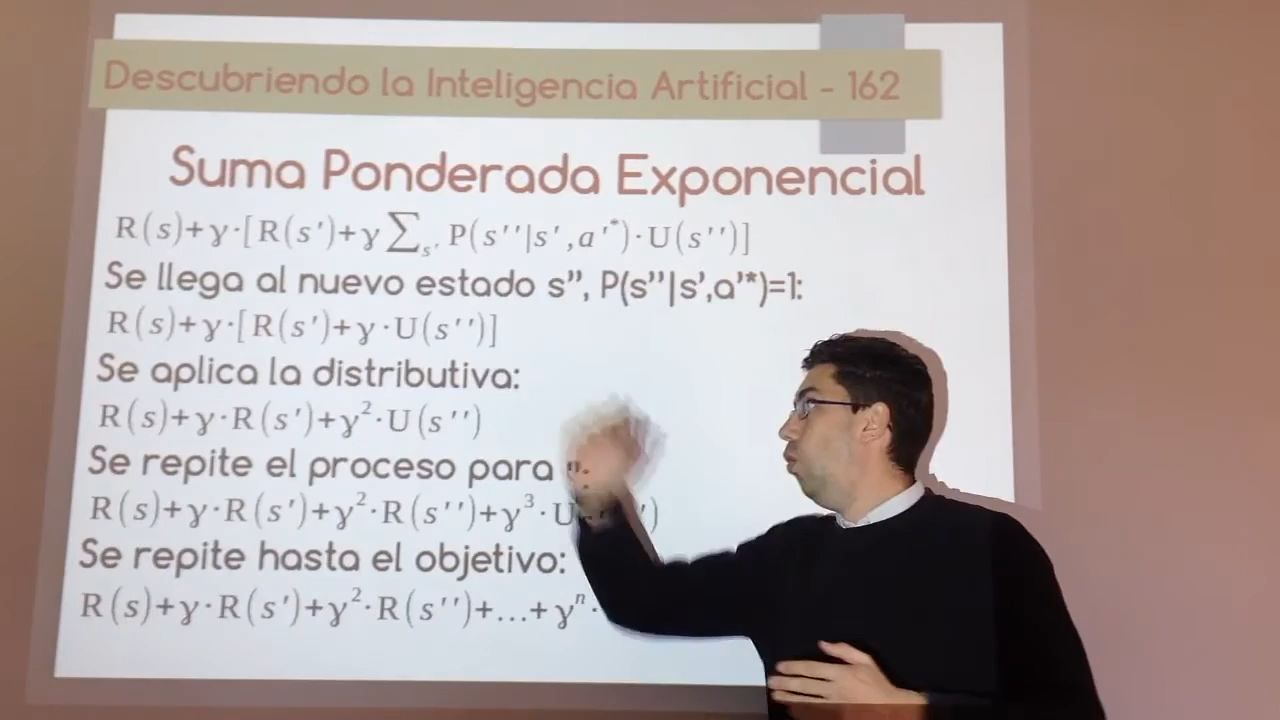 Descubriendo la Inteligencia Artificial - 162
Suma Ponderada Exponencial
R(s)+γ·[R(s')+γ∑s' P(s''|s',a'*)·U(s'')]
Se llega al nuevo estado s'', P(s''|s',a'*)=1:
R(s)+γ·[R(s')+γ·U(s'')]
Se aplica la distributiva:
R(s)+γ·R(s')+γ²·U(s'')
Se repite el proceso para
R(s)+γ·R(s')+γ²·R(s'')+γ³·U
Se repite hasta el objetivo:
R(s)+γ·R(s')+γ²·R(s'')+...+γⁿ·